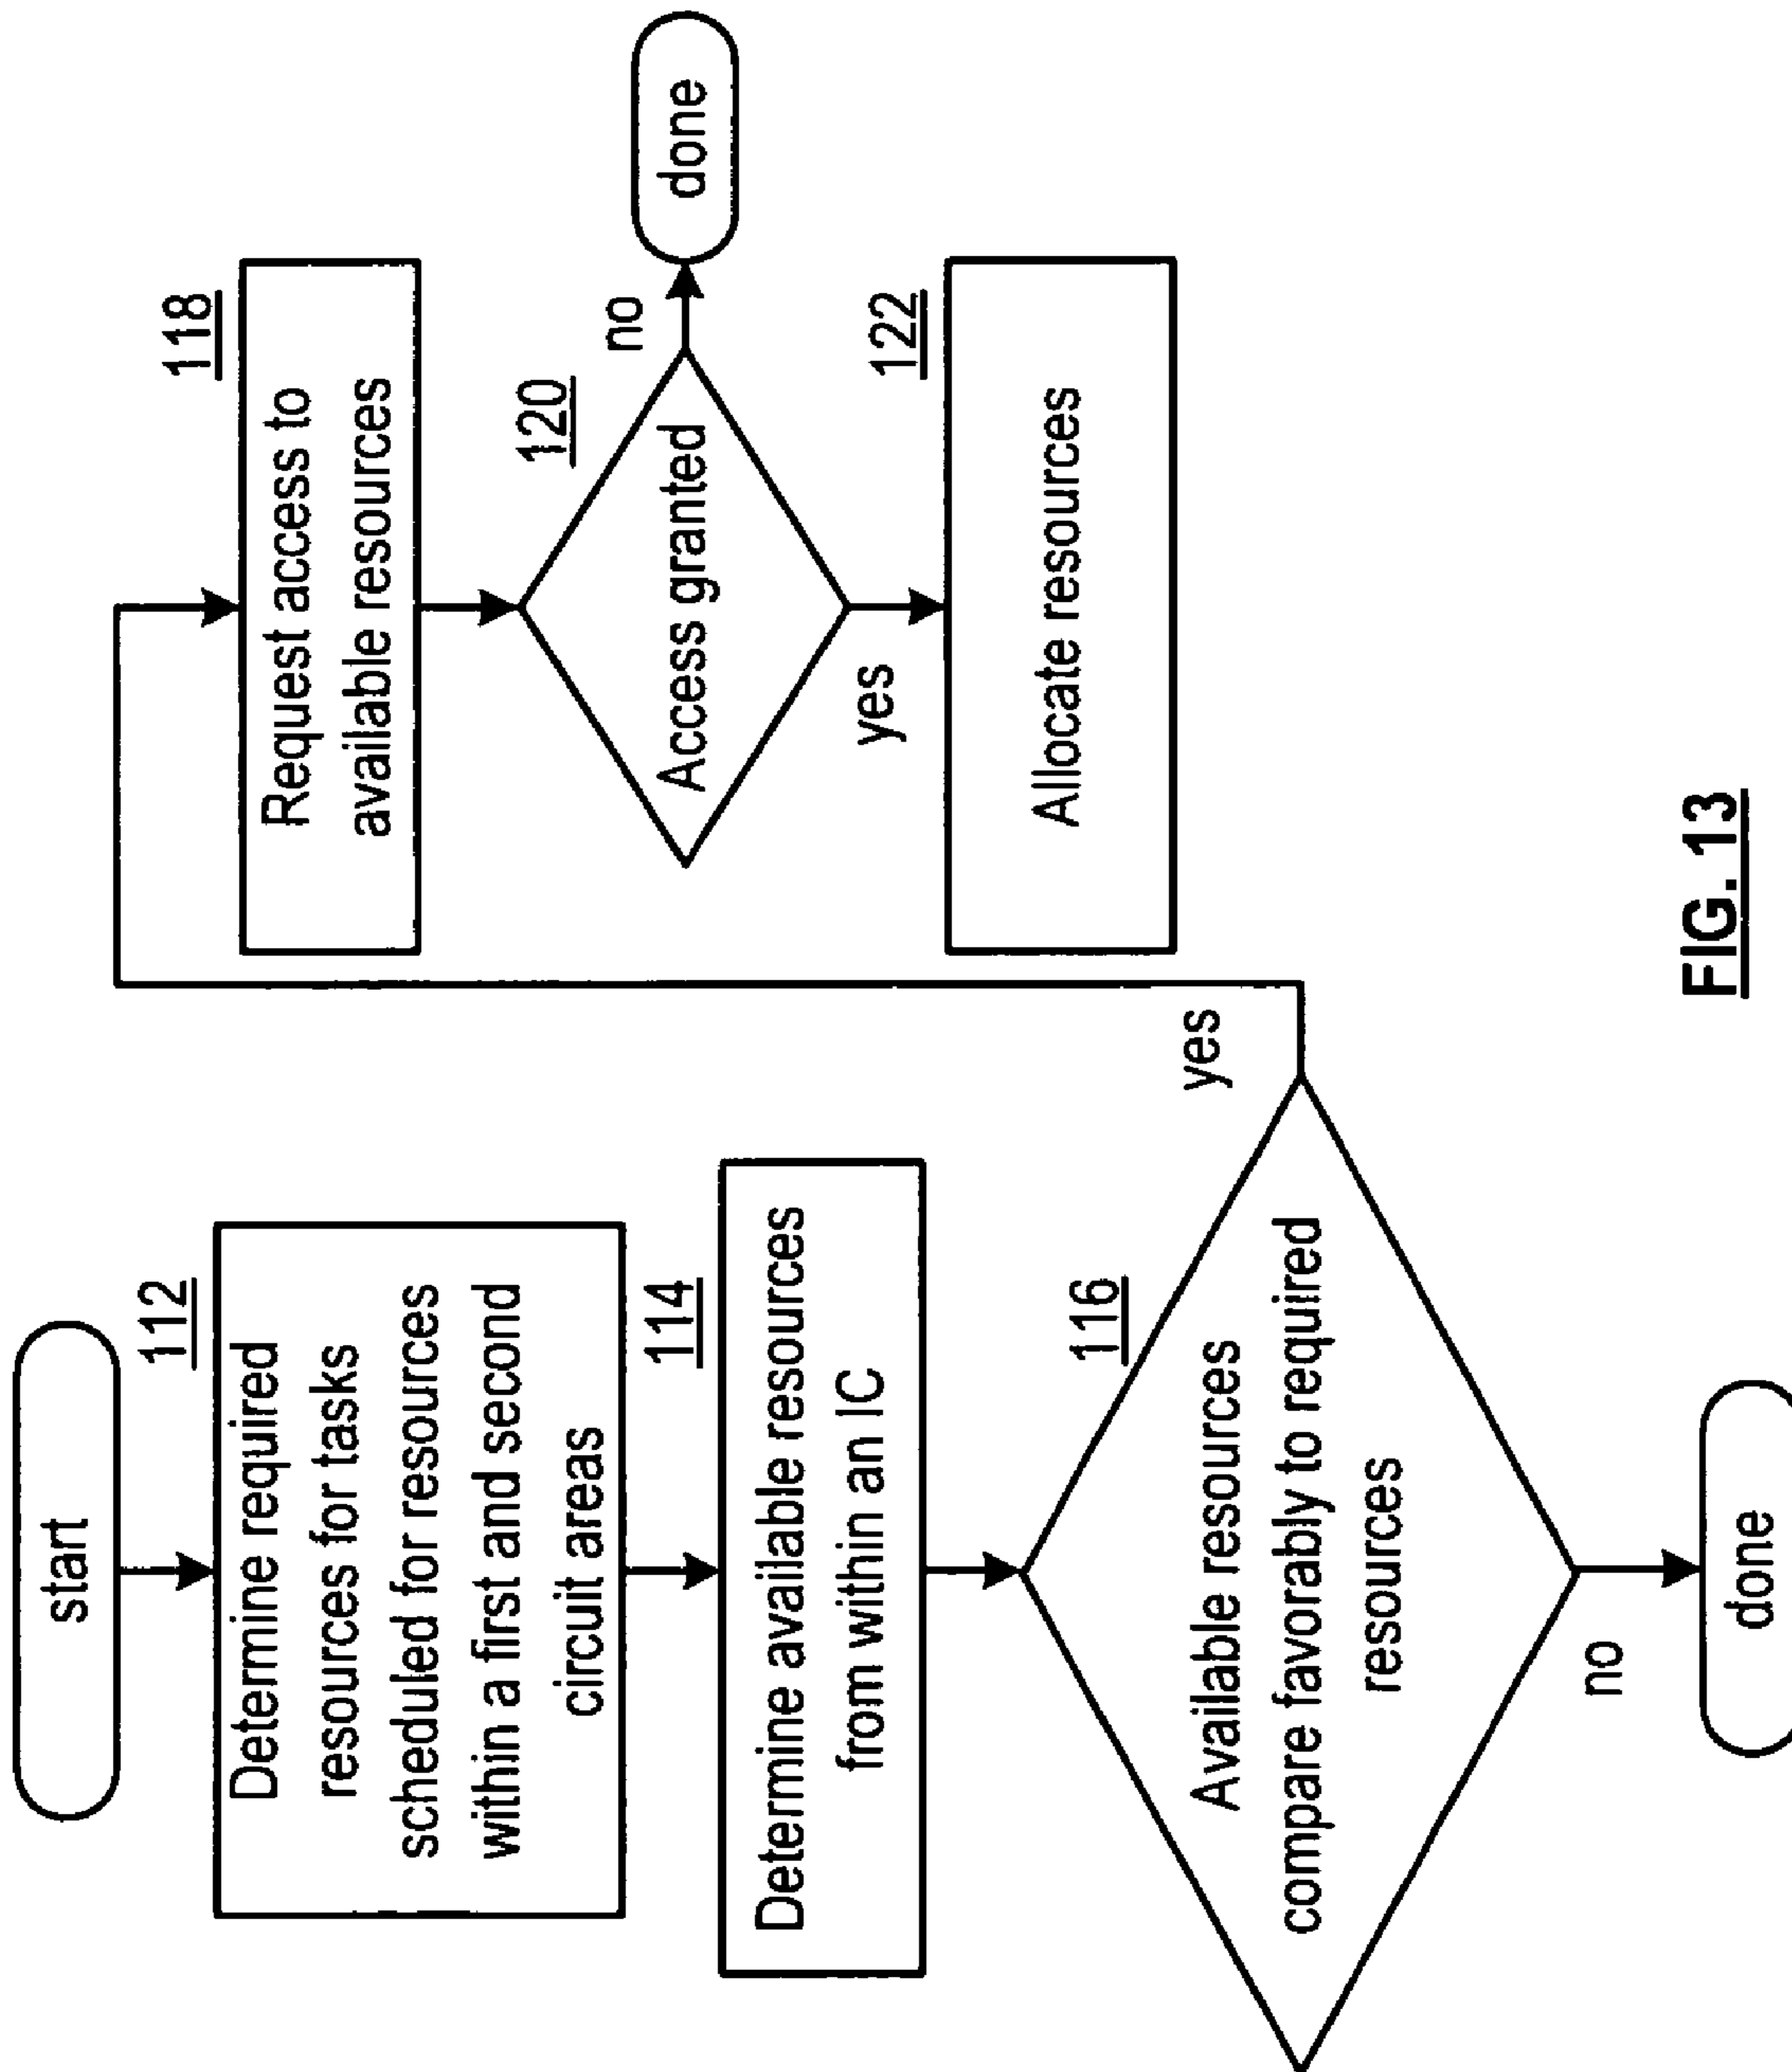 start
112
Determine required
resources for tasks
scheduled for resources
within a first and second
circuit areas
114
Determine available resources
from within an IC
116
Available resources
compare favorably to required
resources
yes
no
done
118
Request access to
available resources
120
Access granted
no
done
yes
122
Allocate resources
FIG. 13